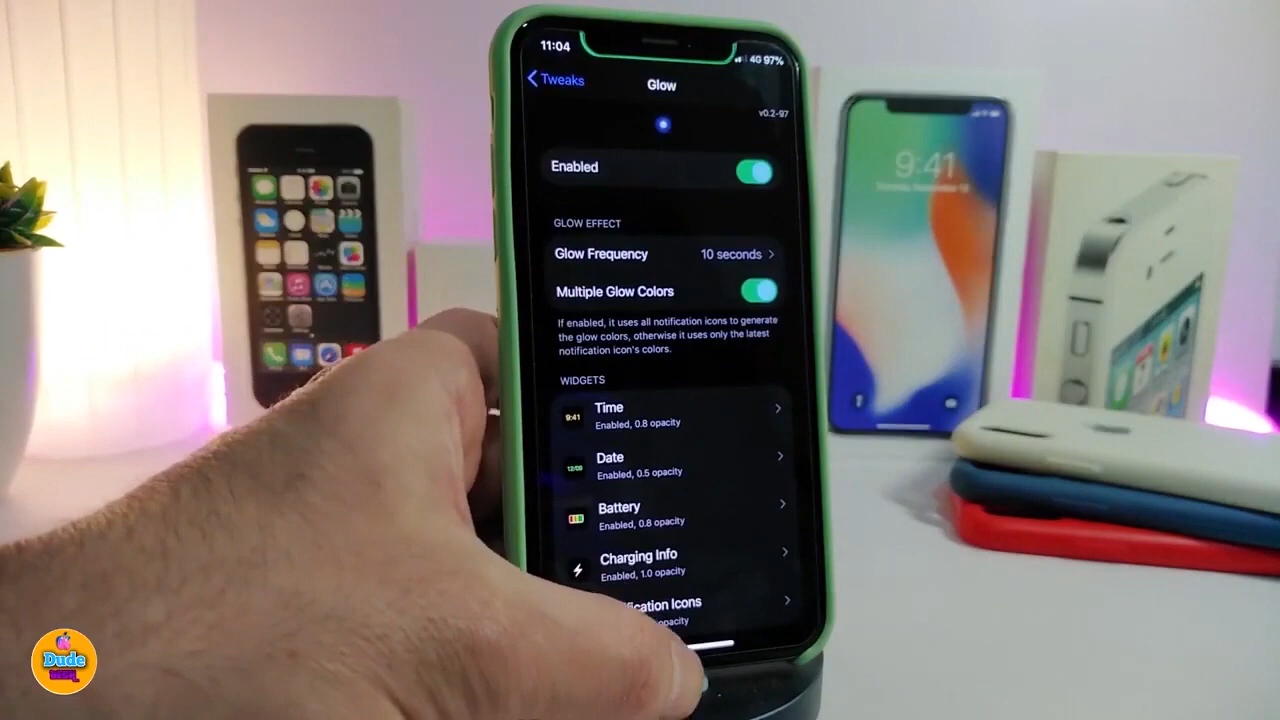 11:04
4G 97%
Tweaks
Glow
v0.2-97
Enabled
GLOW EFFECT
Glow Frequency
10 seconds
Multiple Glow Colors
If enabled, it uses all notification icons to generate
the glow colors, otherwise it uses only the latest
notification icon's colors.
WIDGETS
9:41
Time
Enabled, 0.8 opacity
12/09
Date
Enabled, 0.5 opacity
Battery
Enabled, 0.8 opacity
Charging Info
Enabled, 1.0 opacity
ification Icons
opacity
9:41
Dude